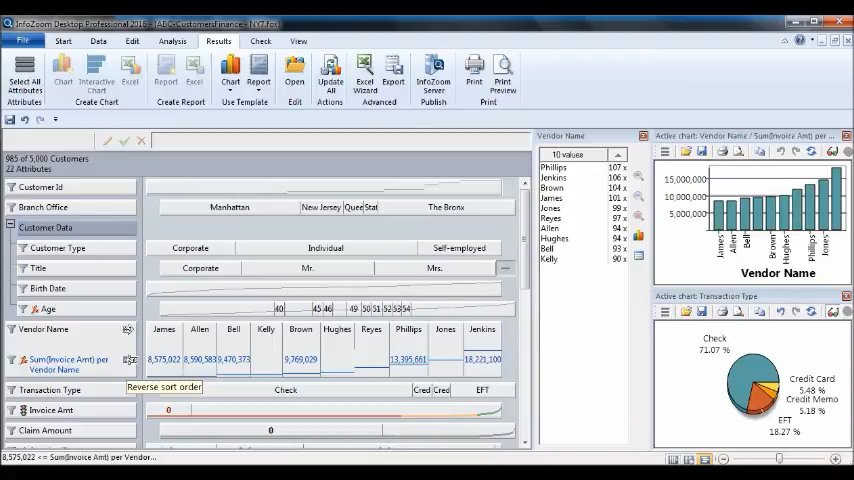 InfoZoom Desktop Professional 2016 - [ABC-CustomerFinance - NY7.fox]
File Start Data Edit Analysis Results Check View
Select All Attributes
Chart
Interactive Chart
Excel
Report
Excel
Chart
Report
Open
Update All
Excel Wizard
Export
InfoZoom Server
Print
Print Preview
Attributes Create Chart Create Report Use Template Edit Actions Advanced Publish Print
985 of 5,000 Customers
22 Attributes
Customer Id
Branch Office Manhattan New Jersey Quee Stat The Bronx
Customer Data
Customer Type Corporate Individual Self-employed
Title Corporate Mr. Mrs.
Birth Date
Age 40 45 46 49 50 51 52 53 54
Vendor Name James Allen Bell Kelly Brown Hughes Reyes Phillips Jones Jenkins
Sum(Invoice Amt) per Vendor Name 8,575,022 8,590,583 9,470,373 9,769,029 13,395,661 18,221,100
Reverse sort order
Transaction Type Check Cred Cred EFT
Invoice Amt 0
Claim Amount 0
8,575,022 <= Sum(Invoice Amt) per Vendor...
Vendor Name
10 values
Phillips 107 x
Jenkins 106 x
Brown 104 x
James 101 x
Jones 99 x
Reyes 97 x
Allen 94 x
Hughes 94 x
Bell 93 x
Kelly 90 x
Active chart: Vendor Name / Sum(Invoice Amt) per ...
15,000,000
10,000,000
5,000,000
James Allen Bell Brown Hughes Phillips Jones
Vendor Name
Active chart: Transaction Type
Check
71.07 %
Credit Card
5.48 %
Credit Memo
5.18 %
EFT
18.27 %